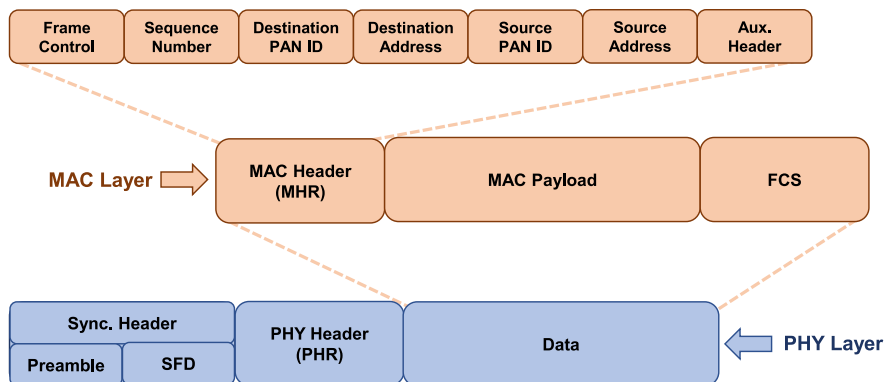 Frame
Control
Sequence
Number
Destination
PAN ID
Destination
Address
Source
PAN ID
Source
Address
Aux.
Header
MAC Layer
MAC Header
(MHR)
MAC Payload
FCS
Sync. Header
Preamble
SFD
PHY Header
(PHR)
Data
PHY Layer